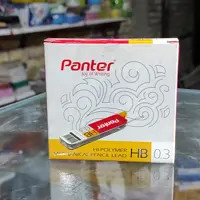 Panter
Joy of Writing
Panter
HI-POLYMER
MECHANICAL PENCIL LEAD HB 0.3